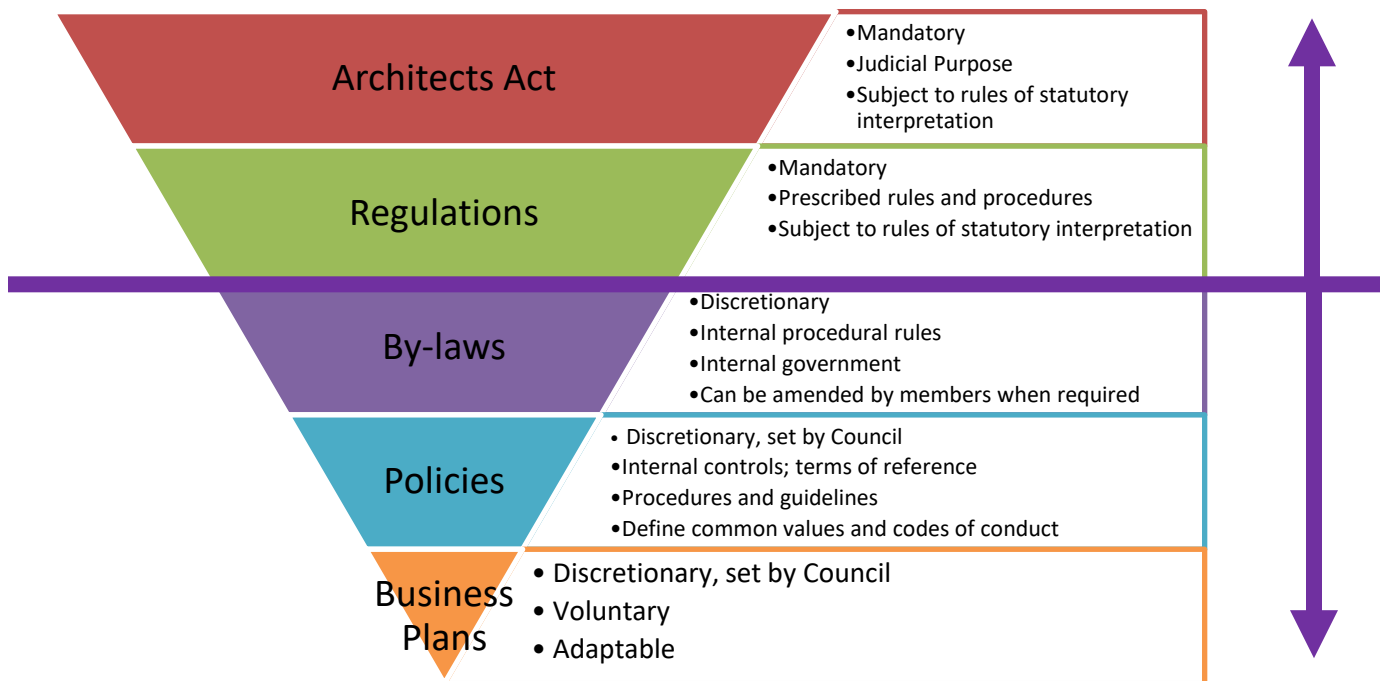 Architects Act
•Mandatory
•Judicial Purpose
•Subject to rules of statutory
interpretation
Regulations
•Mandatory
•Prescribed rules and procedures
•Subject to rules of statutory interpretation
By-laws
•Discretionary
•Internal procedural rules
•Internal government
•Can be amended by members when required
Policies
• Discretionary, set by Council
•Internal controls; terms of reference
•Procedures and guidelines
•Define common values and codes of conduct
Business
Plans
• Discretionary, set by Council
• Voluntary
• Adaptable